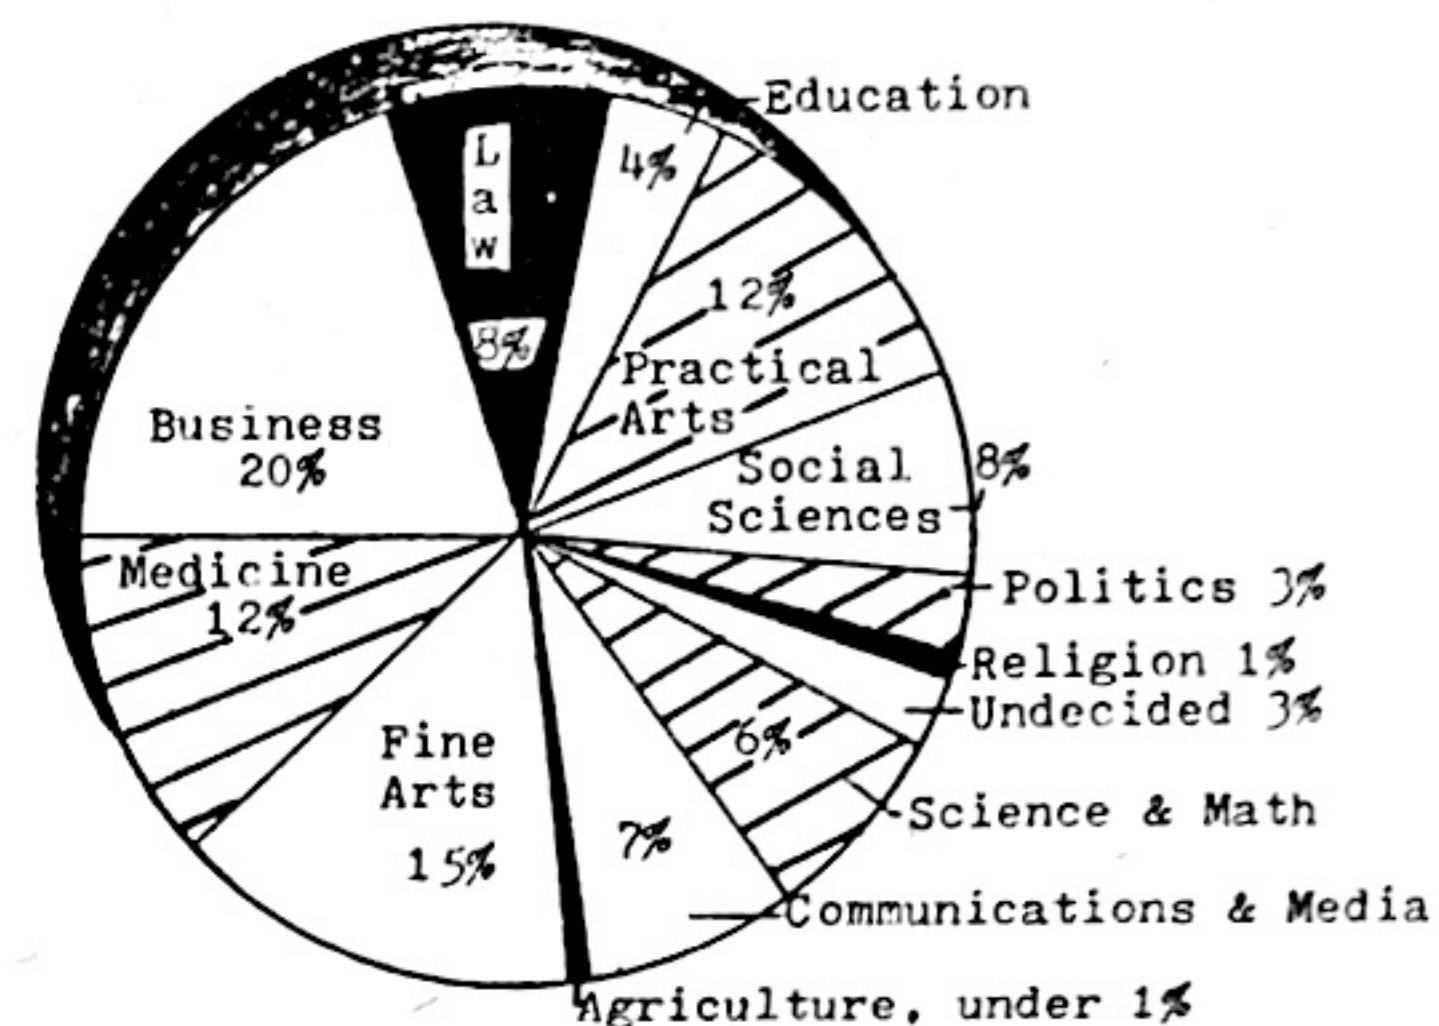 Education
L
a
w
4%
12%
8%
Practical
Arts
Business
20%
Social
Sciences
8%
Medicine
12%
Politics 3%
Religion 1%
Undecided 3%
Fine
Arts
15%
6%
Science & Math
7%
Communications & Media
Agriculture, under 1%